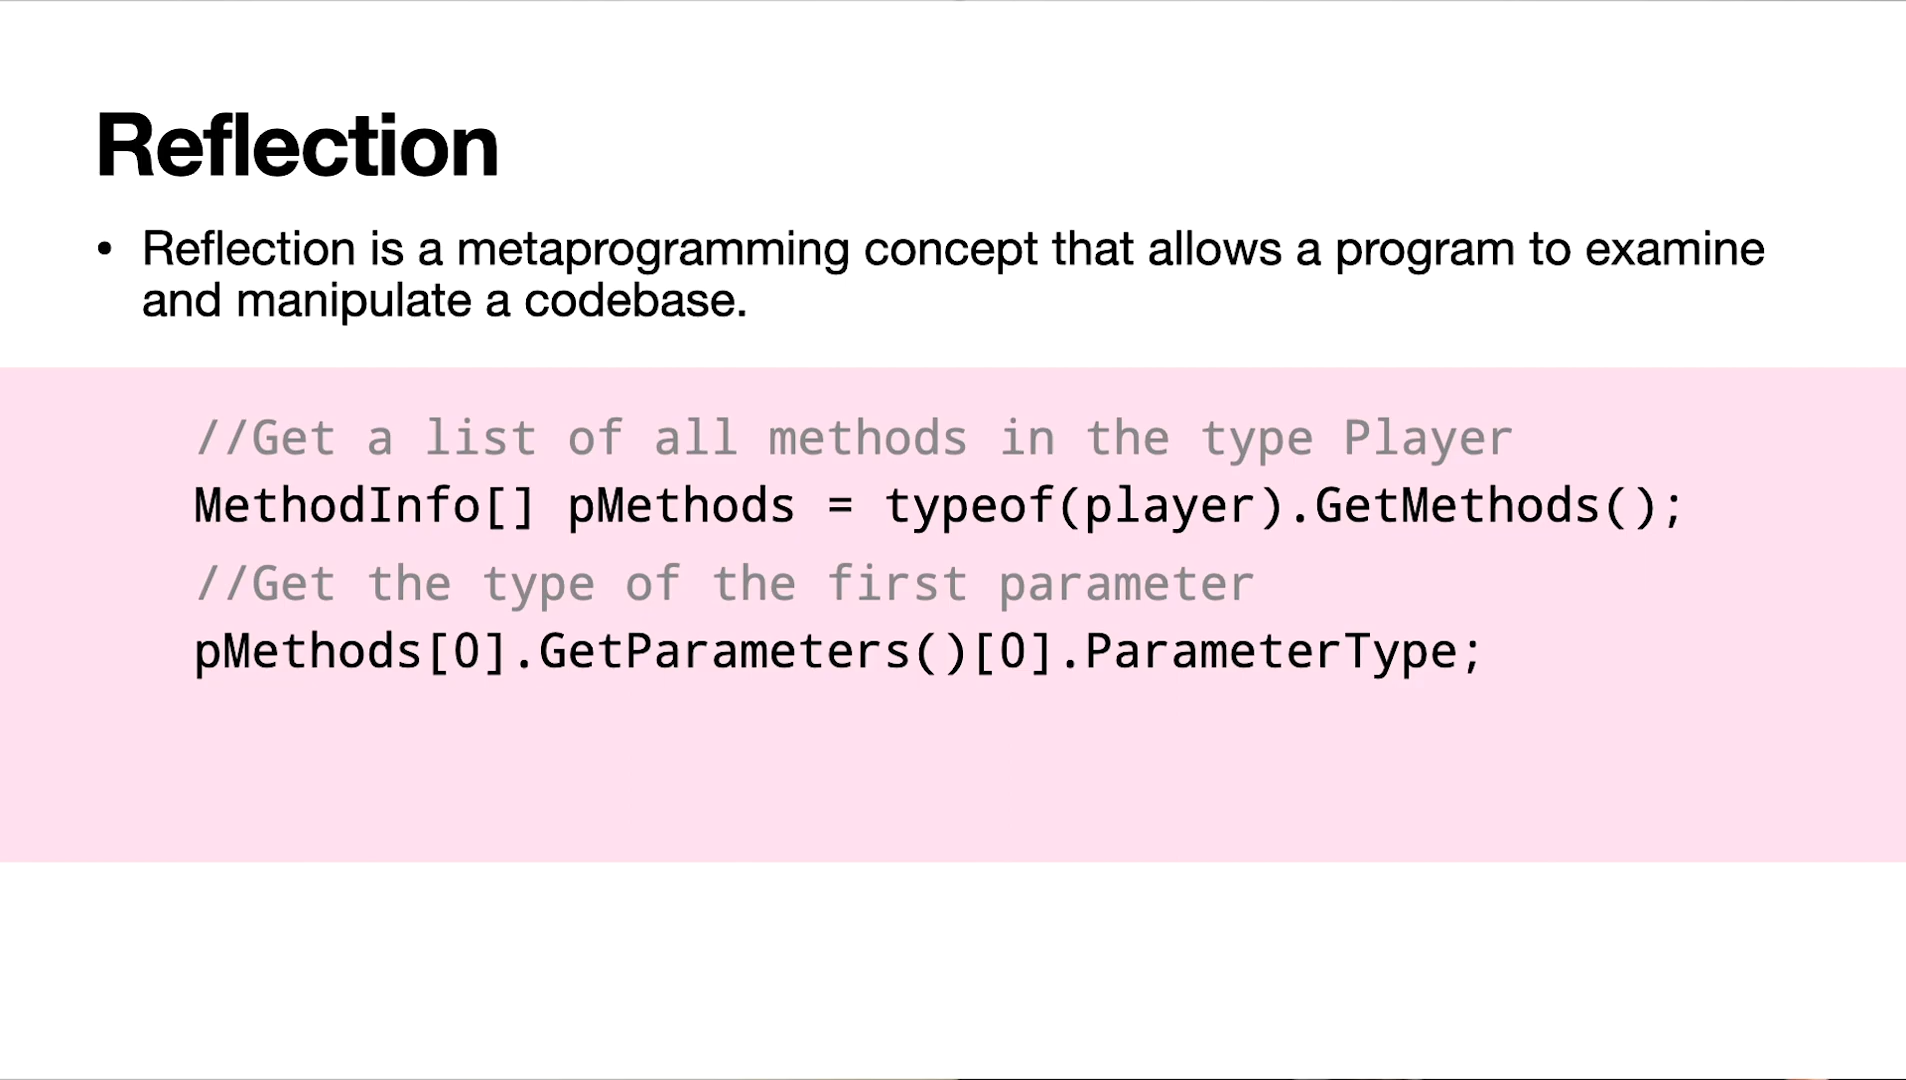 Reflection
• Reflection is a metaprogramming concept that allows a program to examine
and manipulate a codebase.
//Get a list of all methods in the type Player
MethodInfo[] pMethods = typeof(player).GetMethods();
//Get the type of the first parameter
pMethods[0].GetParameters()[0].ParameterType;